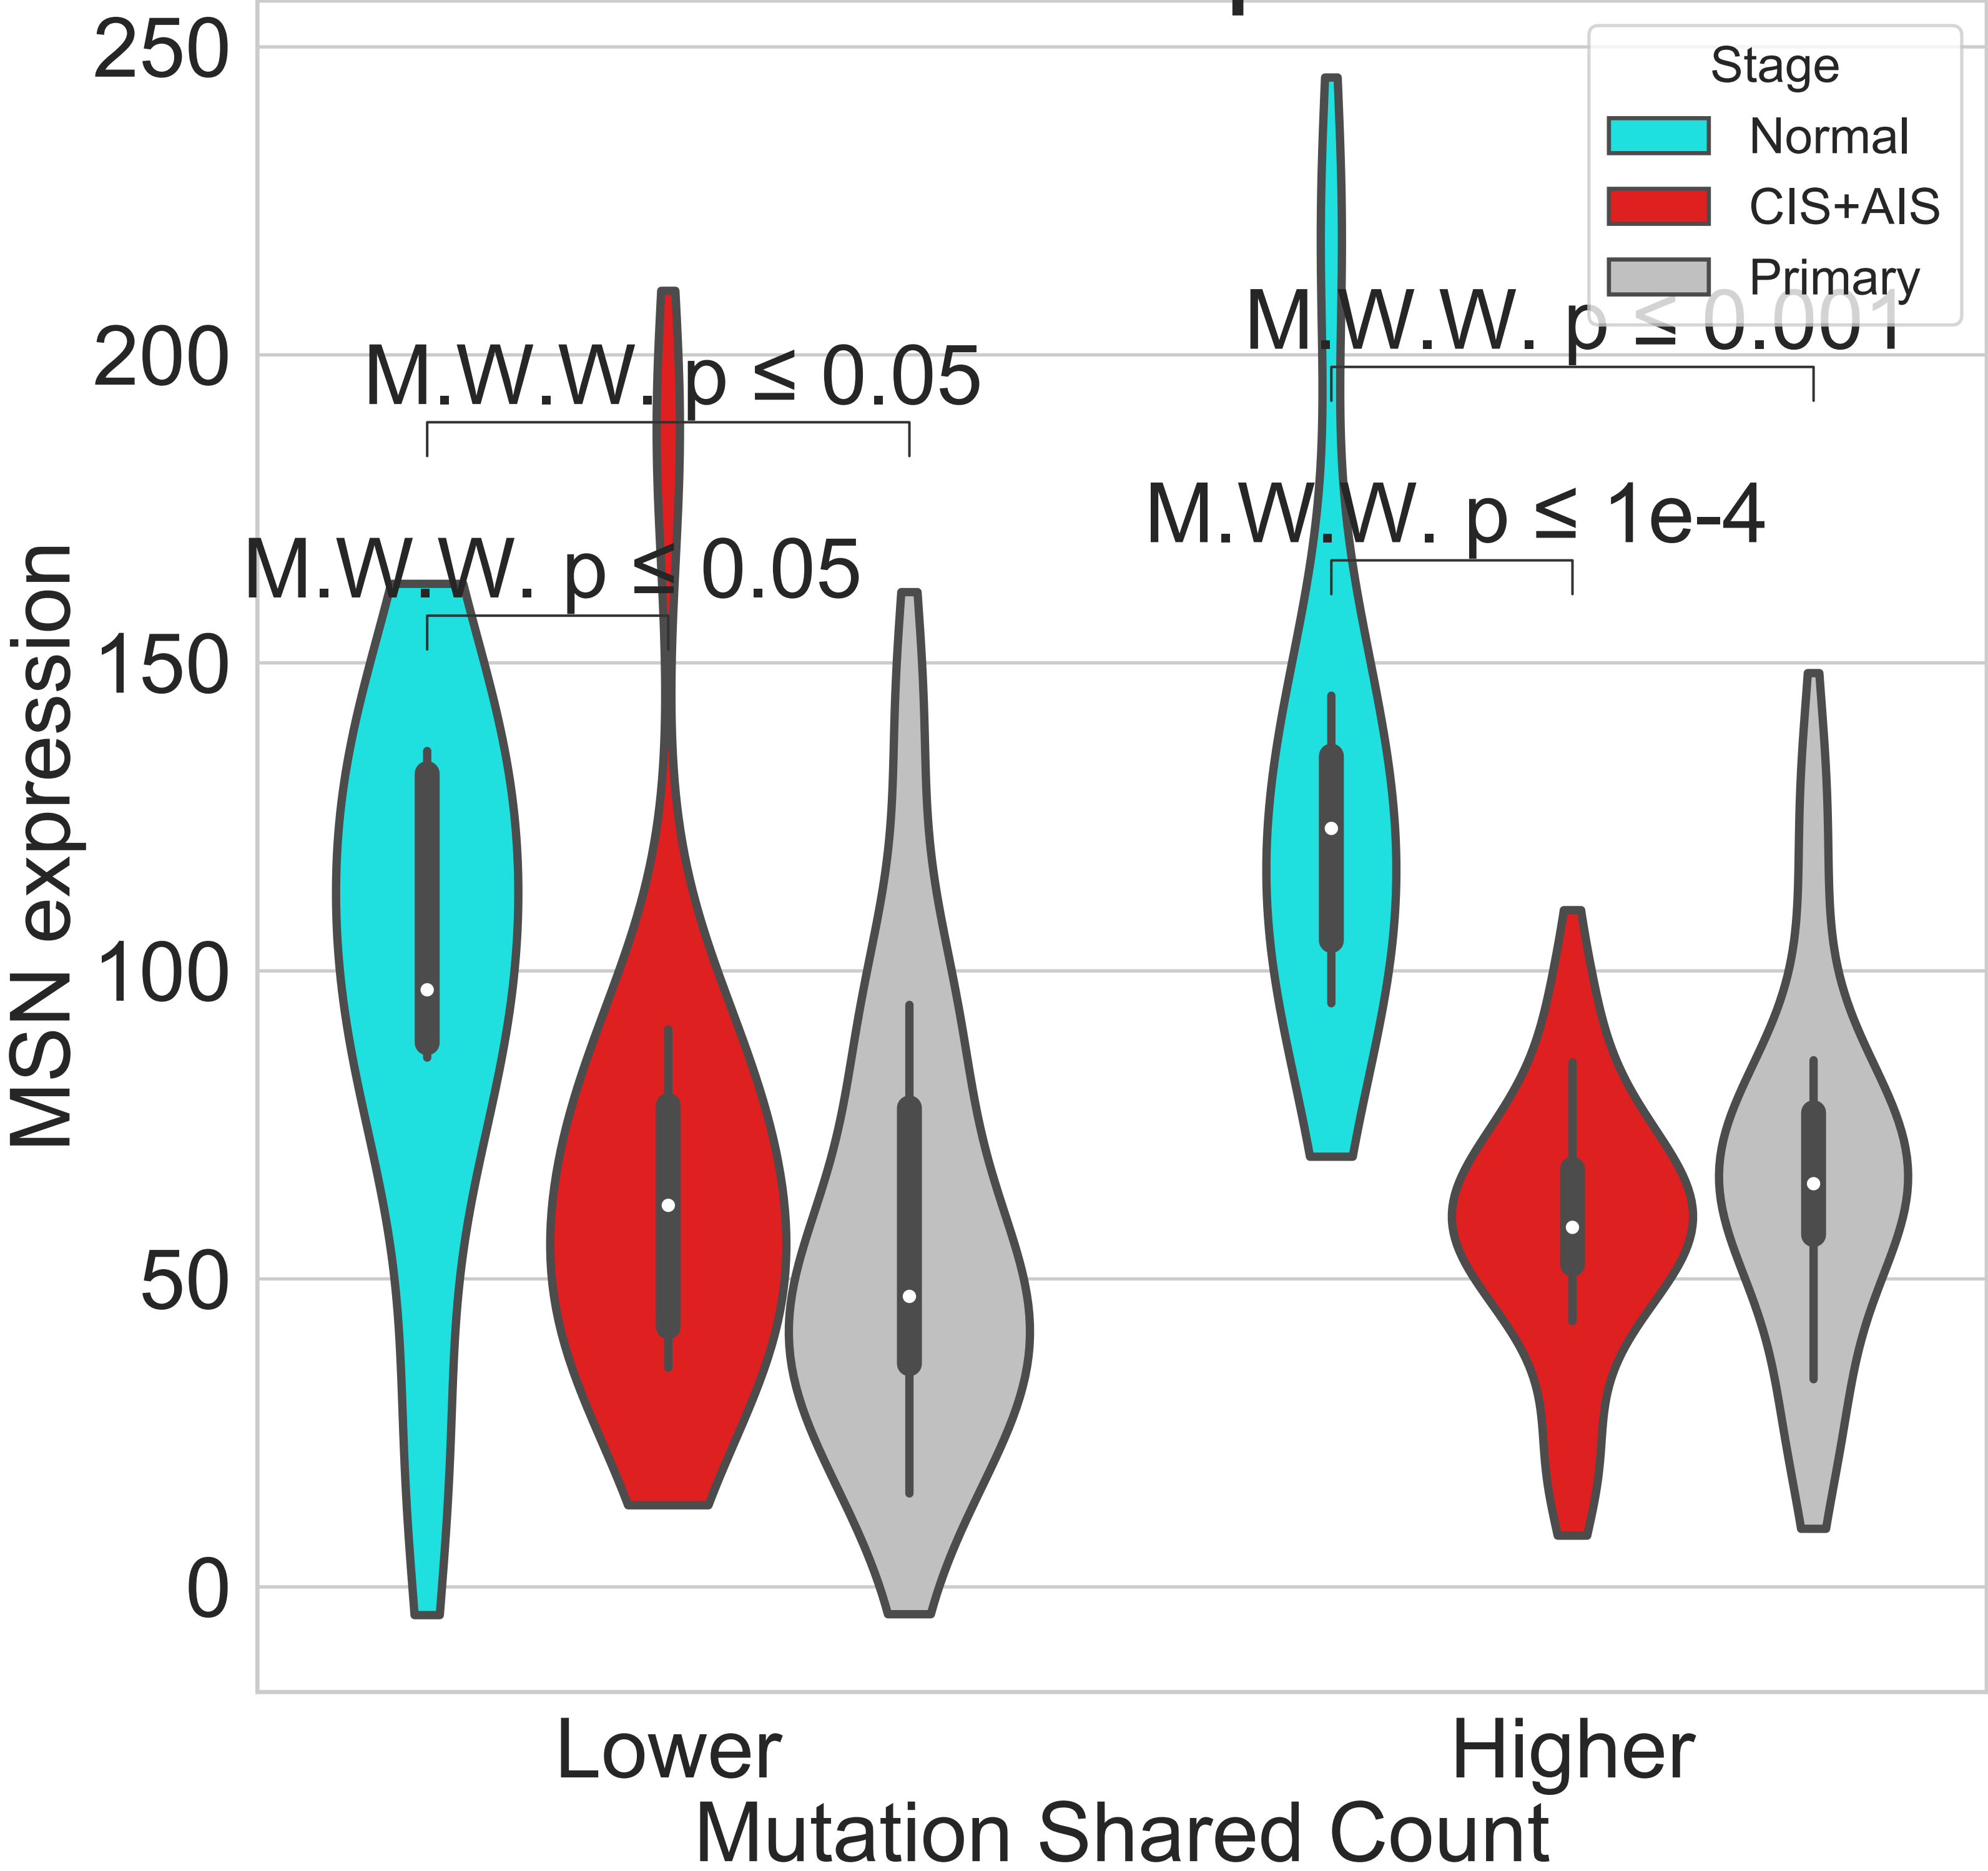 250
200
150
100
50
0
MSN expression
Stage
Normal
CIS+AIS
Primary
M.W.W. p ≤ 0.001
M.W.W. p ≤ 0.05
M.W.W. p ≤ 1e-4
M.W.W. p ≤ 0.05
Lower
Higher
Mutation Shared Count